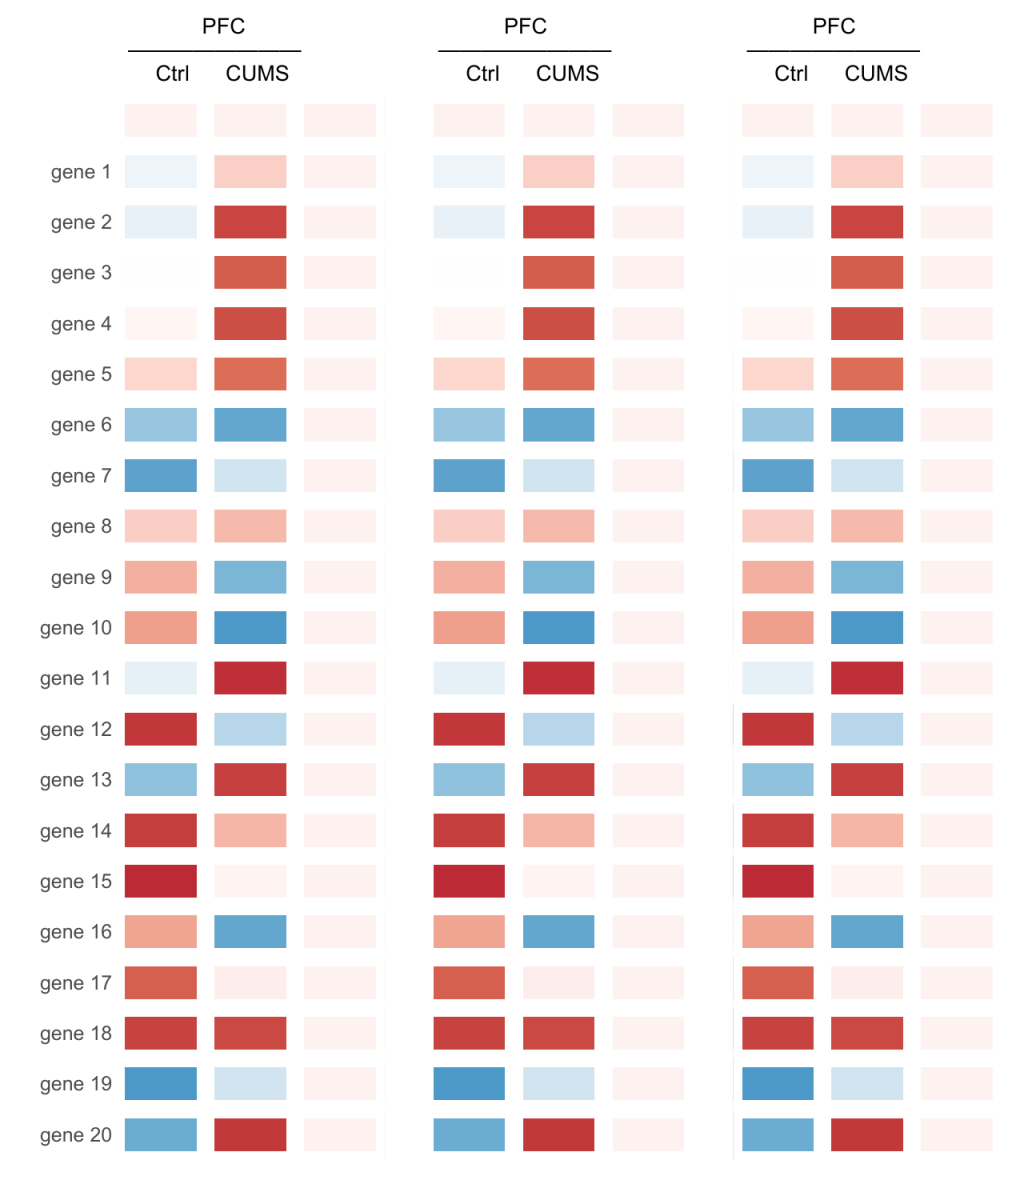 PFC PFC PFC
Ctrl CUMS Ctrl CUMS Ctrl CUMS
gene 1
gene 2
gene 3
gene 4
gene 5
gene 6
gene 7
gene 8
gene 9
gene 10
gene 11
gene 12
gene 13
gene 14
gene 15
gene 16
gene 17
gene 18
gene 19
gene 20